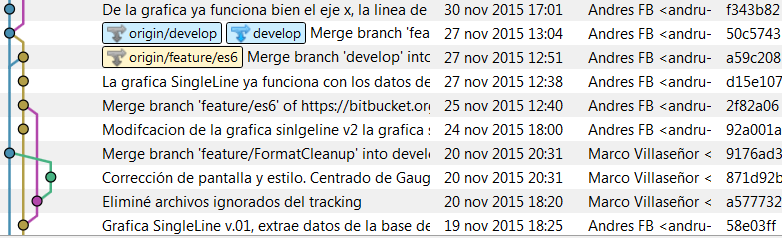 De la grafica ya funciona bien el eje x, la linea de 30 nov 2015 17:01 Andres FB <andru- f343b82
origin/develop develop Merge branch 'fea 27 nov 2015 13:04 Andres FB <andru- 50c5743
origin/feature/es6 Merge branch 'develop' into 27 nov 2015 12:51 Andres FB <andru- a59c208
La grafica SingleLine ya funciona con los datos de 27 nov 2015 12:38 Andres FB <andru- d15e107
Merge branch 'feature/es6' of https://bitbucket.org 25 nov 2015 12:40 Andres FB <andru- 2f82a06
Modifcacion de la grafica sinlgeline v2 la grafica s 24 nov 2015 18:00 Andres FB <andru- 92a001a
Merge branch 'feature/FormatCleanup' into develo 20 nov 2015 20:31 Marco Villaseñor < 9176ad3
Corrección de pantalla y estilo. Centrado de Gaug 20 nov 2015 20:31 Marco Villaseñor < 871d92b
Eliminé archivos ignorados del tracking 20 nov 2015 18:20 Marco Villaseñor < a577732
Grafica SingleLine v.01, extrae datos de la base de 19 nov 2015 18:25 Andres FB <andru- 58e03ff